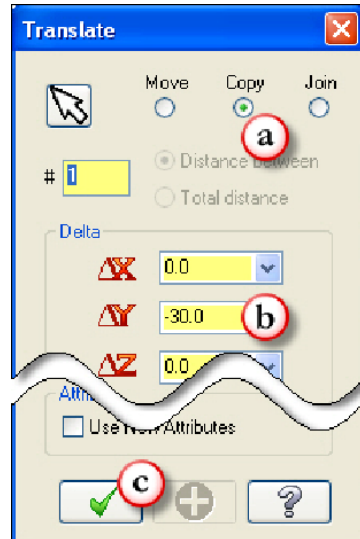 Translate
Move Copy Join
a
# 1
Distance between
Total distance
Delta
ΔX 0.0
ΔY -30.0 b
ΔZ 0.0
Use New Attributes
c
?